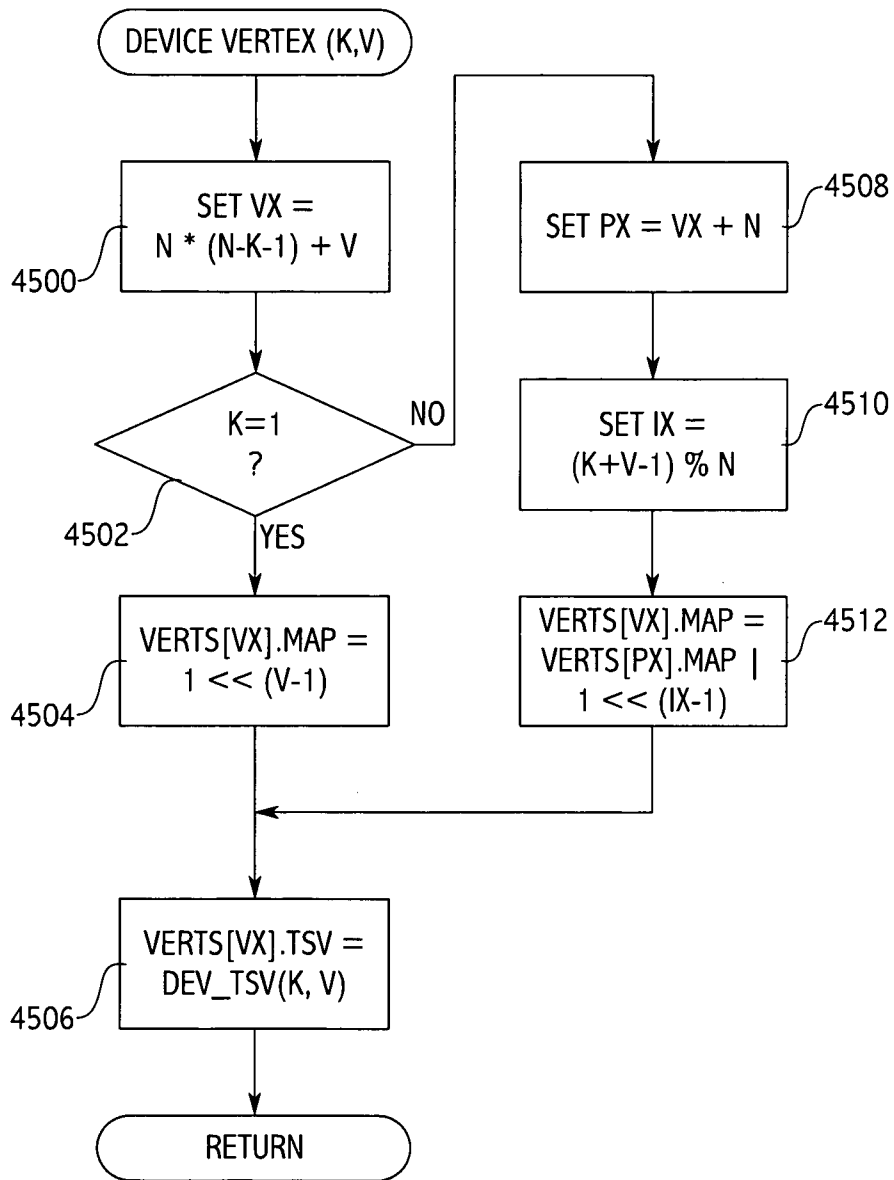 DEVICE VERTEX (K,V)
SET VX =
N * (N-K-1) + V
4500
K=1
?
NO
4502
YES
VERTS[VX].MAP =
1 << (V-1)
4504
SET PX = VX + N
4508
SET IX =
(K+V-1) % N
4510
VERTS[VX].MAP =
VERTS[PX].MAP |
1 << (IX-1)
4512
VERTS[VX].TSV =
DEV_TSV(K, V)
4506
RETURN